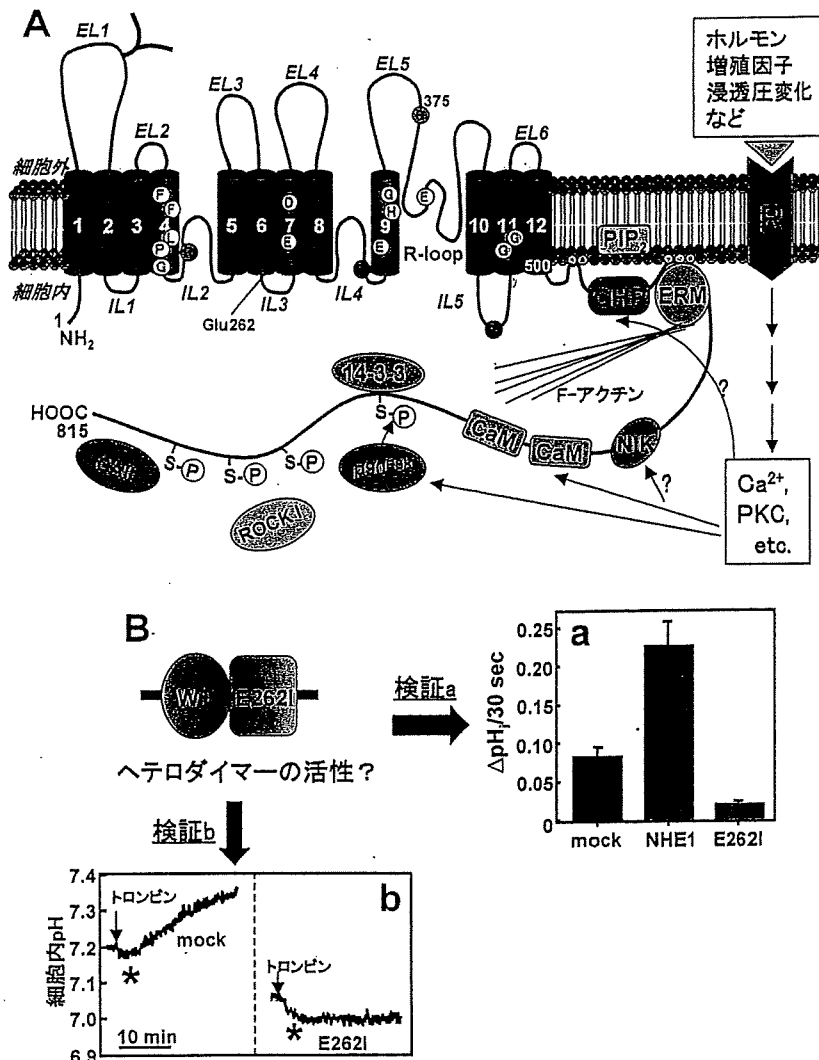 A
EL1
EL2
EL3
EL4
EL5
375
EL6
ホルモン
増殖因子
浸透圧変化
など
細胞外
細胞内
1 2 3 4 5 6 7 8 9 10 11 12
F
F
L
P
G
D
E
G
H
E
E
G
G
R-loop
R
PIP2
500
CHP
ERM
1
NH2
IL1
IL2
Glu262
IL3
IL4
IL5
F-アクチン
?
14-3-3
HOOC
815
S-P
S-P
S-P
S-P
CaM
CaM
NIK
?
ROCK I
Ca2+,
PKC,
etc.
B
E262I
ヘテロダイマーの活性?
検証a
検証b
a
ΔpHi/30 sec
0.25
0.20
0.15
0.10
0.05
0
mock NHE1 E262I
b
細胞内pH
7.4
7.3
7.2
7.1
7.0
6.9
トロンビン
mock
*
10 min
トロンビン
*
E262I